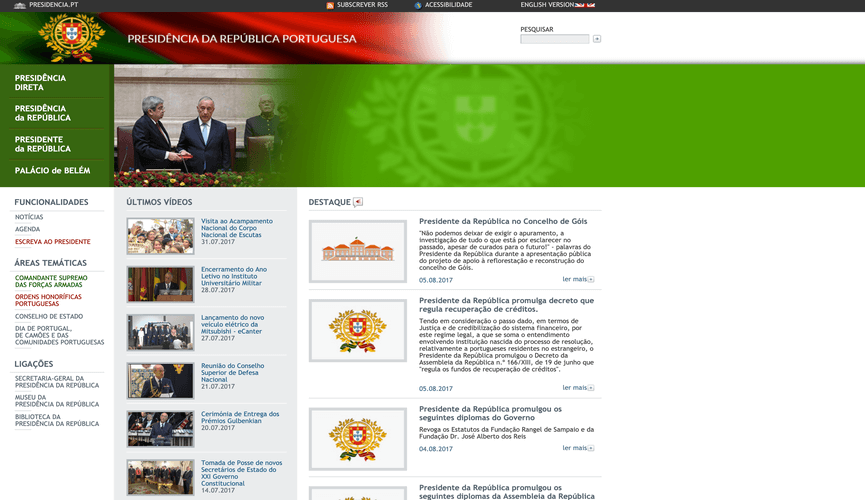 PRESIDENCIA.PT
SUBSCREVER RSS
ACESSIBILIDADE
ENGLISH VERSION
PRESIDÊNCIA DA REPÚBLICA PORTUGUESA
PESQUISAR
PRESIDÊNCIA
DIRETA
PRESIDÊNCIA
da REPÚBLICA
PRESIDENTE
da REPÚBLICA
PALÁCIO de BELÉM
FUNCIONALIDADES
NOTÍCIAS
AGENDA
ESCREVA AO PRESIDENTE
ÁREAS TEMÁTICAS
COMANDANTE SUPREMO
DAS FORÇAS ARMADAS
ORDENS HONORÍFICAS
PORTUGUESAS
CONSELHO DE ESTADO
DIA DE PORTUGAL,
DE CAMÕES E DAS
COMUNIDADES PORTUGUESAS
LIGAÇÕES
SECRETARIA-GERAL DA
PRESIDÊNCIA DA REPÚBLICA
MUSEU DA
PRESIDÊNCIA DA REPÚBLICA
BIBLIOTECA DA
PRESIDÊNCIA DA REPÚBLICA
ÚLTIMOS VÍDEOS
Visita ao Acampamento
Nacional do Corpo
Nacional de Escutas
31.07.2017
Encerramento do Ano
Letivo no Instituto
Universitário Militar
28.07.2017
Lançamento do novo
veículo elétrico da
Mitsubishi - eCanter
27.07.2017
Reunião do Conselho
Superior de Defesa
Nacional
21.07.2017
Cerimónia de Entrega dos
Prémios Gulbenkian
20.07.2017
Tomada de Posse de novos
Secretários de Estado do
XXI Governo
Constitucional
14.07.2017
DESTAQUE
Presidente da República no Concelho de Góis
"Não podemos deixar de exigir o apuramento, a
investigação de tudo o que está por esclarecer no
passado, apesar de curados para o futuro!" - palavras do
Presidente da República durante a apresentação pública
do projeto de apoio à reflorestação e reconstrução do
concelho de Góis.
05.08.2017
ler mais
Presidente da República promulga decreto que
regula recuperação de créditos.
Tendo em consideração o passo dado, em termos de
Justiça e de credibilização do sistema financeiro, por
este regime legal, a que se soma o entendimento
envolvendo instituição nascida do processo de resolução,
relativamente a portugueses residentes no estrangeiro, o
Presidente da República promulgou o Decreto da
Assembleia da República n.º 166/XIII, de 19 de Junho que
"regula os fundos de recuperação de créditos".
05.08.2017
ler mais
Presidente da República promulgou os
seguintes diplomas do Governo
Revoga os Estatutos da Fundação Rangel de Sampaio e da
Fundação Dr. José Alberto dos Reis
04.08.2017
ler mais
Presidente da República promulgou os
seguintes diplomas da Assembleia da República